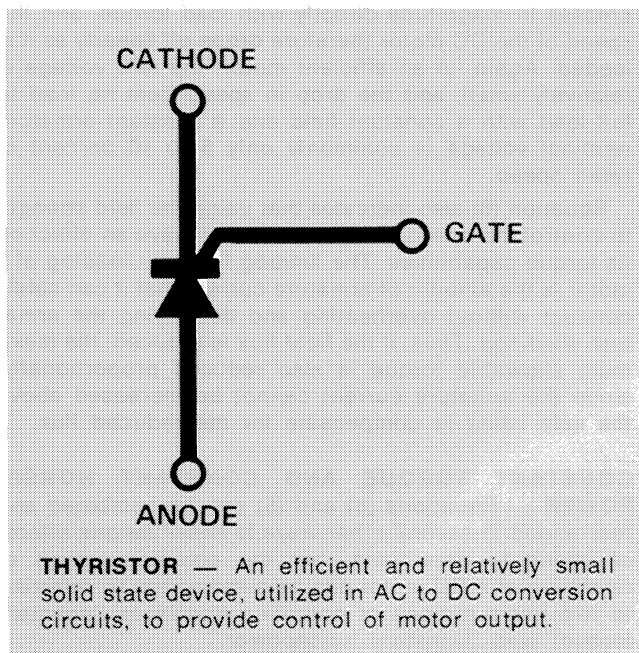 CATHODE
GATE
ANODE
THYRISTOR — An efficient and relatively small
solid state device, utilized in AC to DC conversion
circuits, to provide control of motor output.